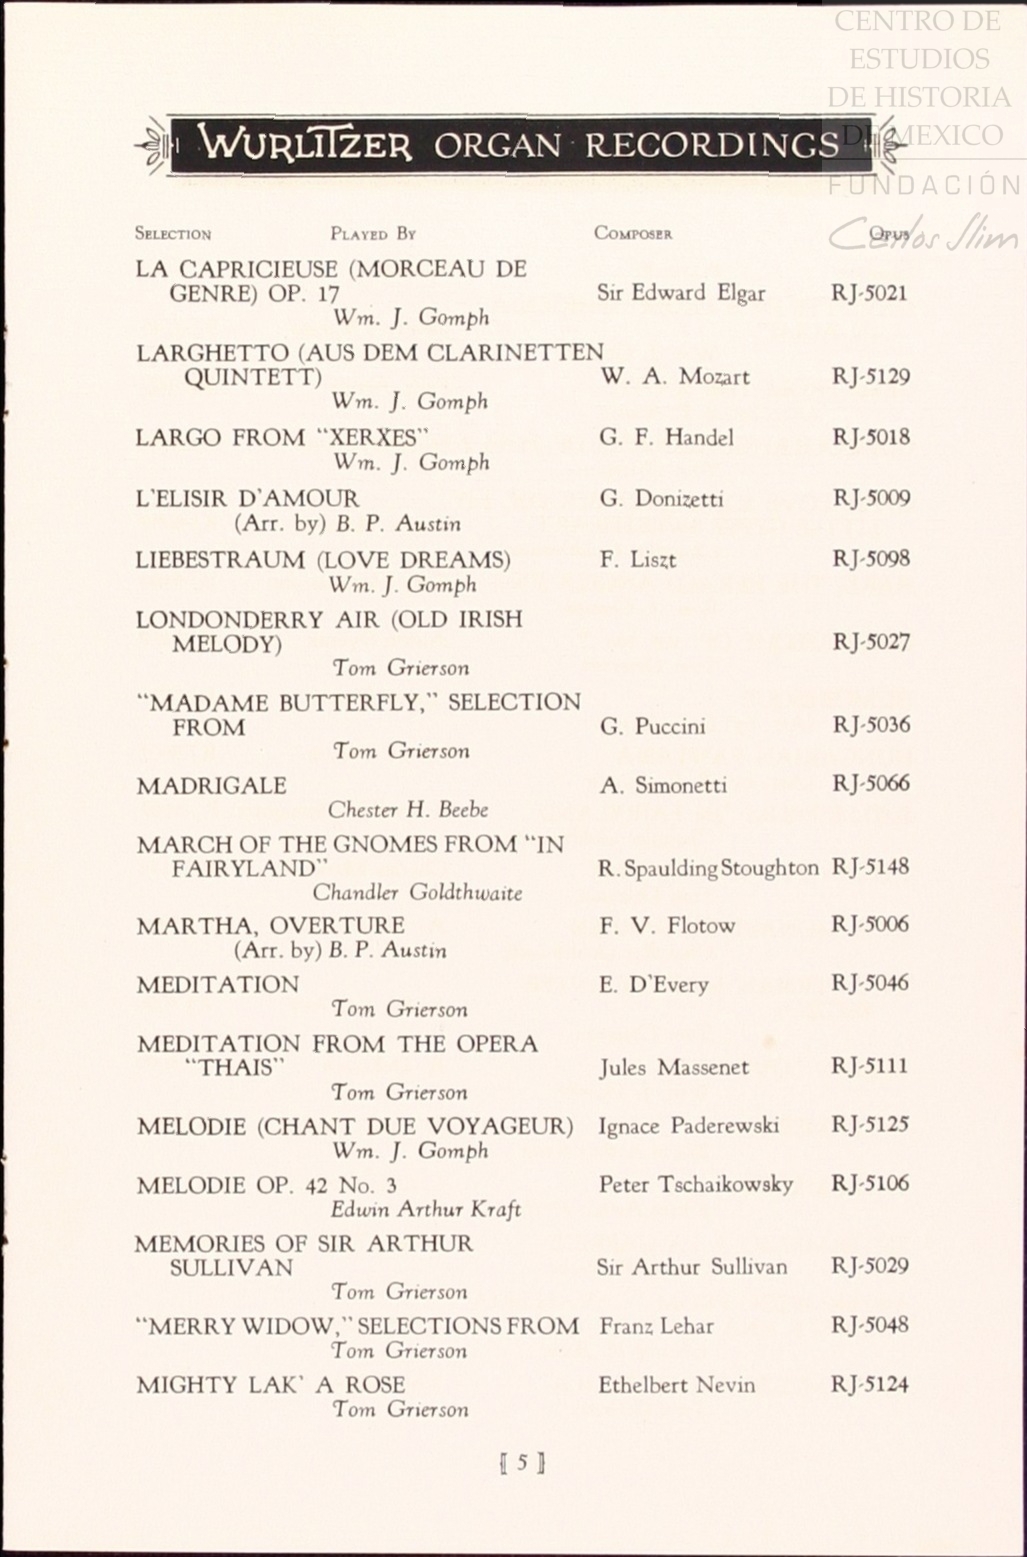 CENTRO DE
ESTUDIOS
DE HISTORIA
DE MEXICO
FUNDACIÓN
Carlos Slim
WURLITZER ORGAN RECORDINGS
SELECTION PLAYED BY COMPOSER OPUS
LA CAPRICIEUSE (MORCEAU DE
GENRE) OP. 17 Sir Edward Elgar RJ-5021
Wm. J. Gomph
LARGHETTO (AUS DEM CLARINETTEN
QUINTETT) W. A. Mozart RJ-5129
Wm. J. Gomph
LARGO FROM "XERXES" G. F. Handel RJ-5018
Wm. J. Gomph
L'ELISIR D'AMOUR G. Donizetti RJ-5009
(Arr. by) B. P. Austin
LIEBESTRAUM (LOVE DREAMS) F. Liszt RJ-5098
Wm. J. Gomph
LONDONDERRY AIR (OLD IRISH
MELODY) RJ-5027
Tom Grierson
"MADAME BUTTERFLY," SELECTION
FROM G. Puccini RJ-5036
Tom Grierson
MADRIGALE A. Simonetti RJ-5066
Chester H. Beebe
MARCH OF THE GNOMES FROM "IN
FAIRYLAND" R. Spaulding Stoughton RJ-5148
Chandler Goldthwaite
MARTHA, OVERTURE F. V. Flotow RJ-5006
(Arr. by) B. P. Austin
MEDITATION E. D'Every RJ-5046
Tom Grierson
MEDITATION FROM THE OPERA
"THAIS" Jules Massenet RJ-5111
Tom Grierson
MELODIE (CHANT DUE VOYAGEUR) Ignace Paderewski RJ-5125
Wm. J. Gomph
MELODIE OP. 42 No. 3 Peter Tschaikowsky RJ-5106
Edwin Arthur Kraft
MEMORIES OF SIR ARTHUR
SULLIVAN Sir Arthur Sullivan RJ-5029
Tom Grierson
"MERRY WIDOW," SELECTIONS FROM Franz Lehar RJ-5048
Tom Grierson
MIGHTY LAK' A ROSE Ethelbert Nevin RJ-5124
Tom Grierson
[ 5 ]